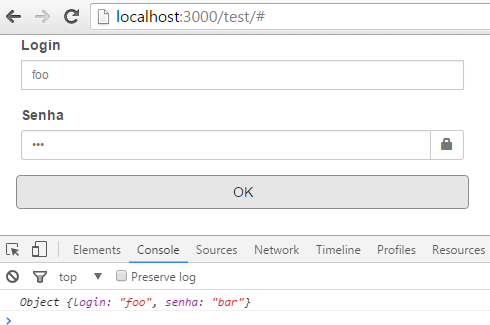 localhost:3000/test/#
Login
foo
Senha
•••
OK
Elements Console Sources Network Timeline Profiles Resources
top ▼ Preserve log
Object {login: "foo", senha: "bar"}
>